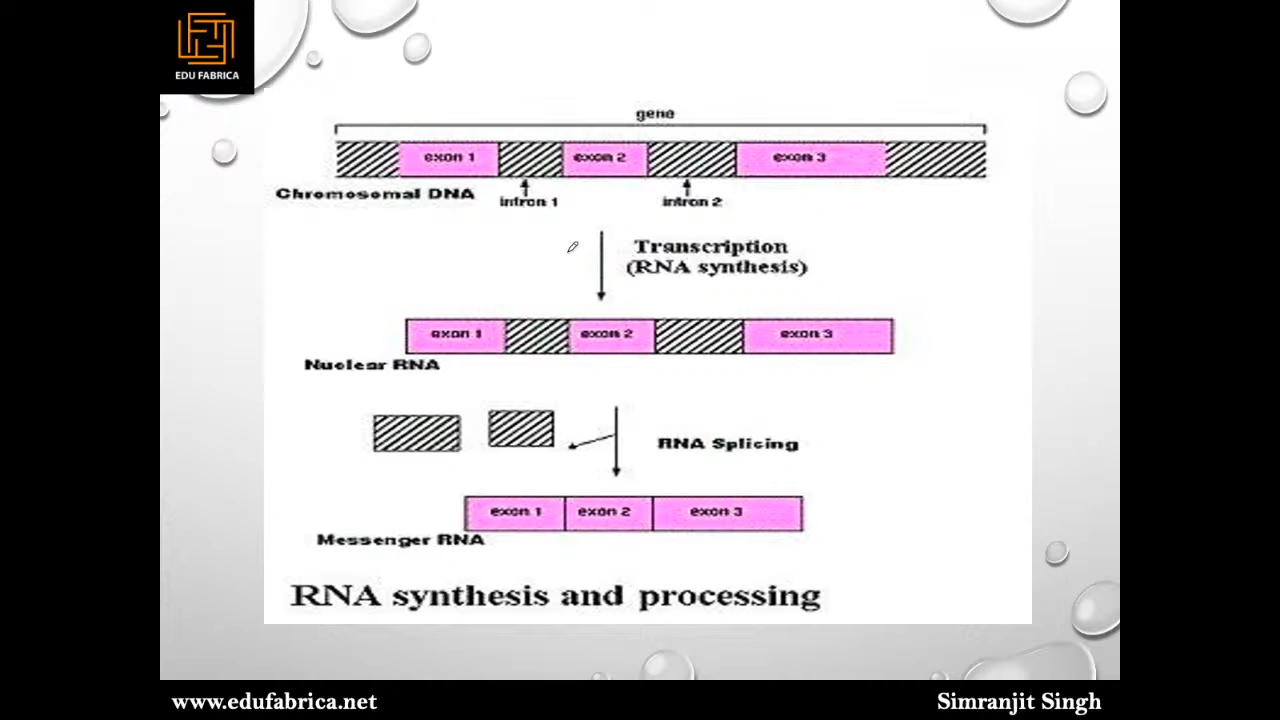 EDU FABRICA
gene
exon 1
exon 2
exon 3
Chromosomal DNA
intron 1
intron 2
Transcription
(RNA synthesis)
exon 1
exon 2
exon 3
Nuclear RNA
RNA Splicing
exon 1
exon 2
exon 3
Messenger RNA
RNA synthesis and processing
www.edufabrica.net
Simranjit Singh